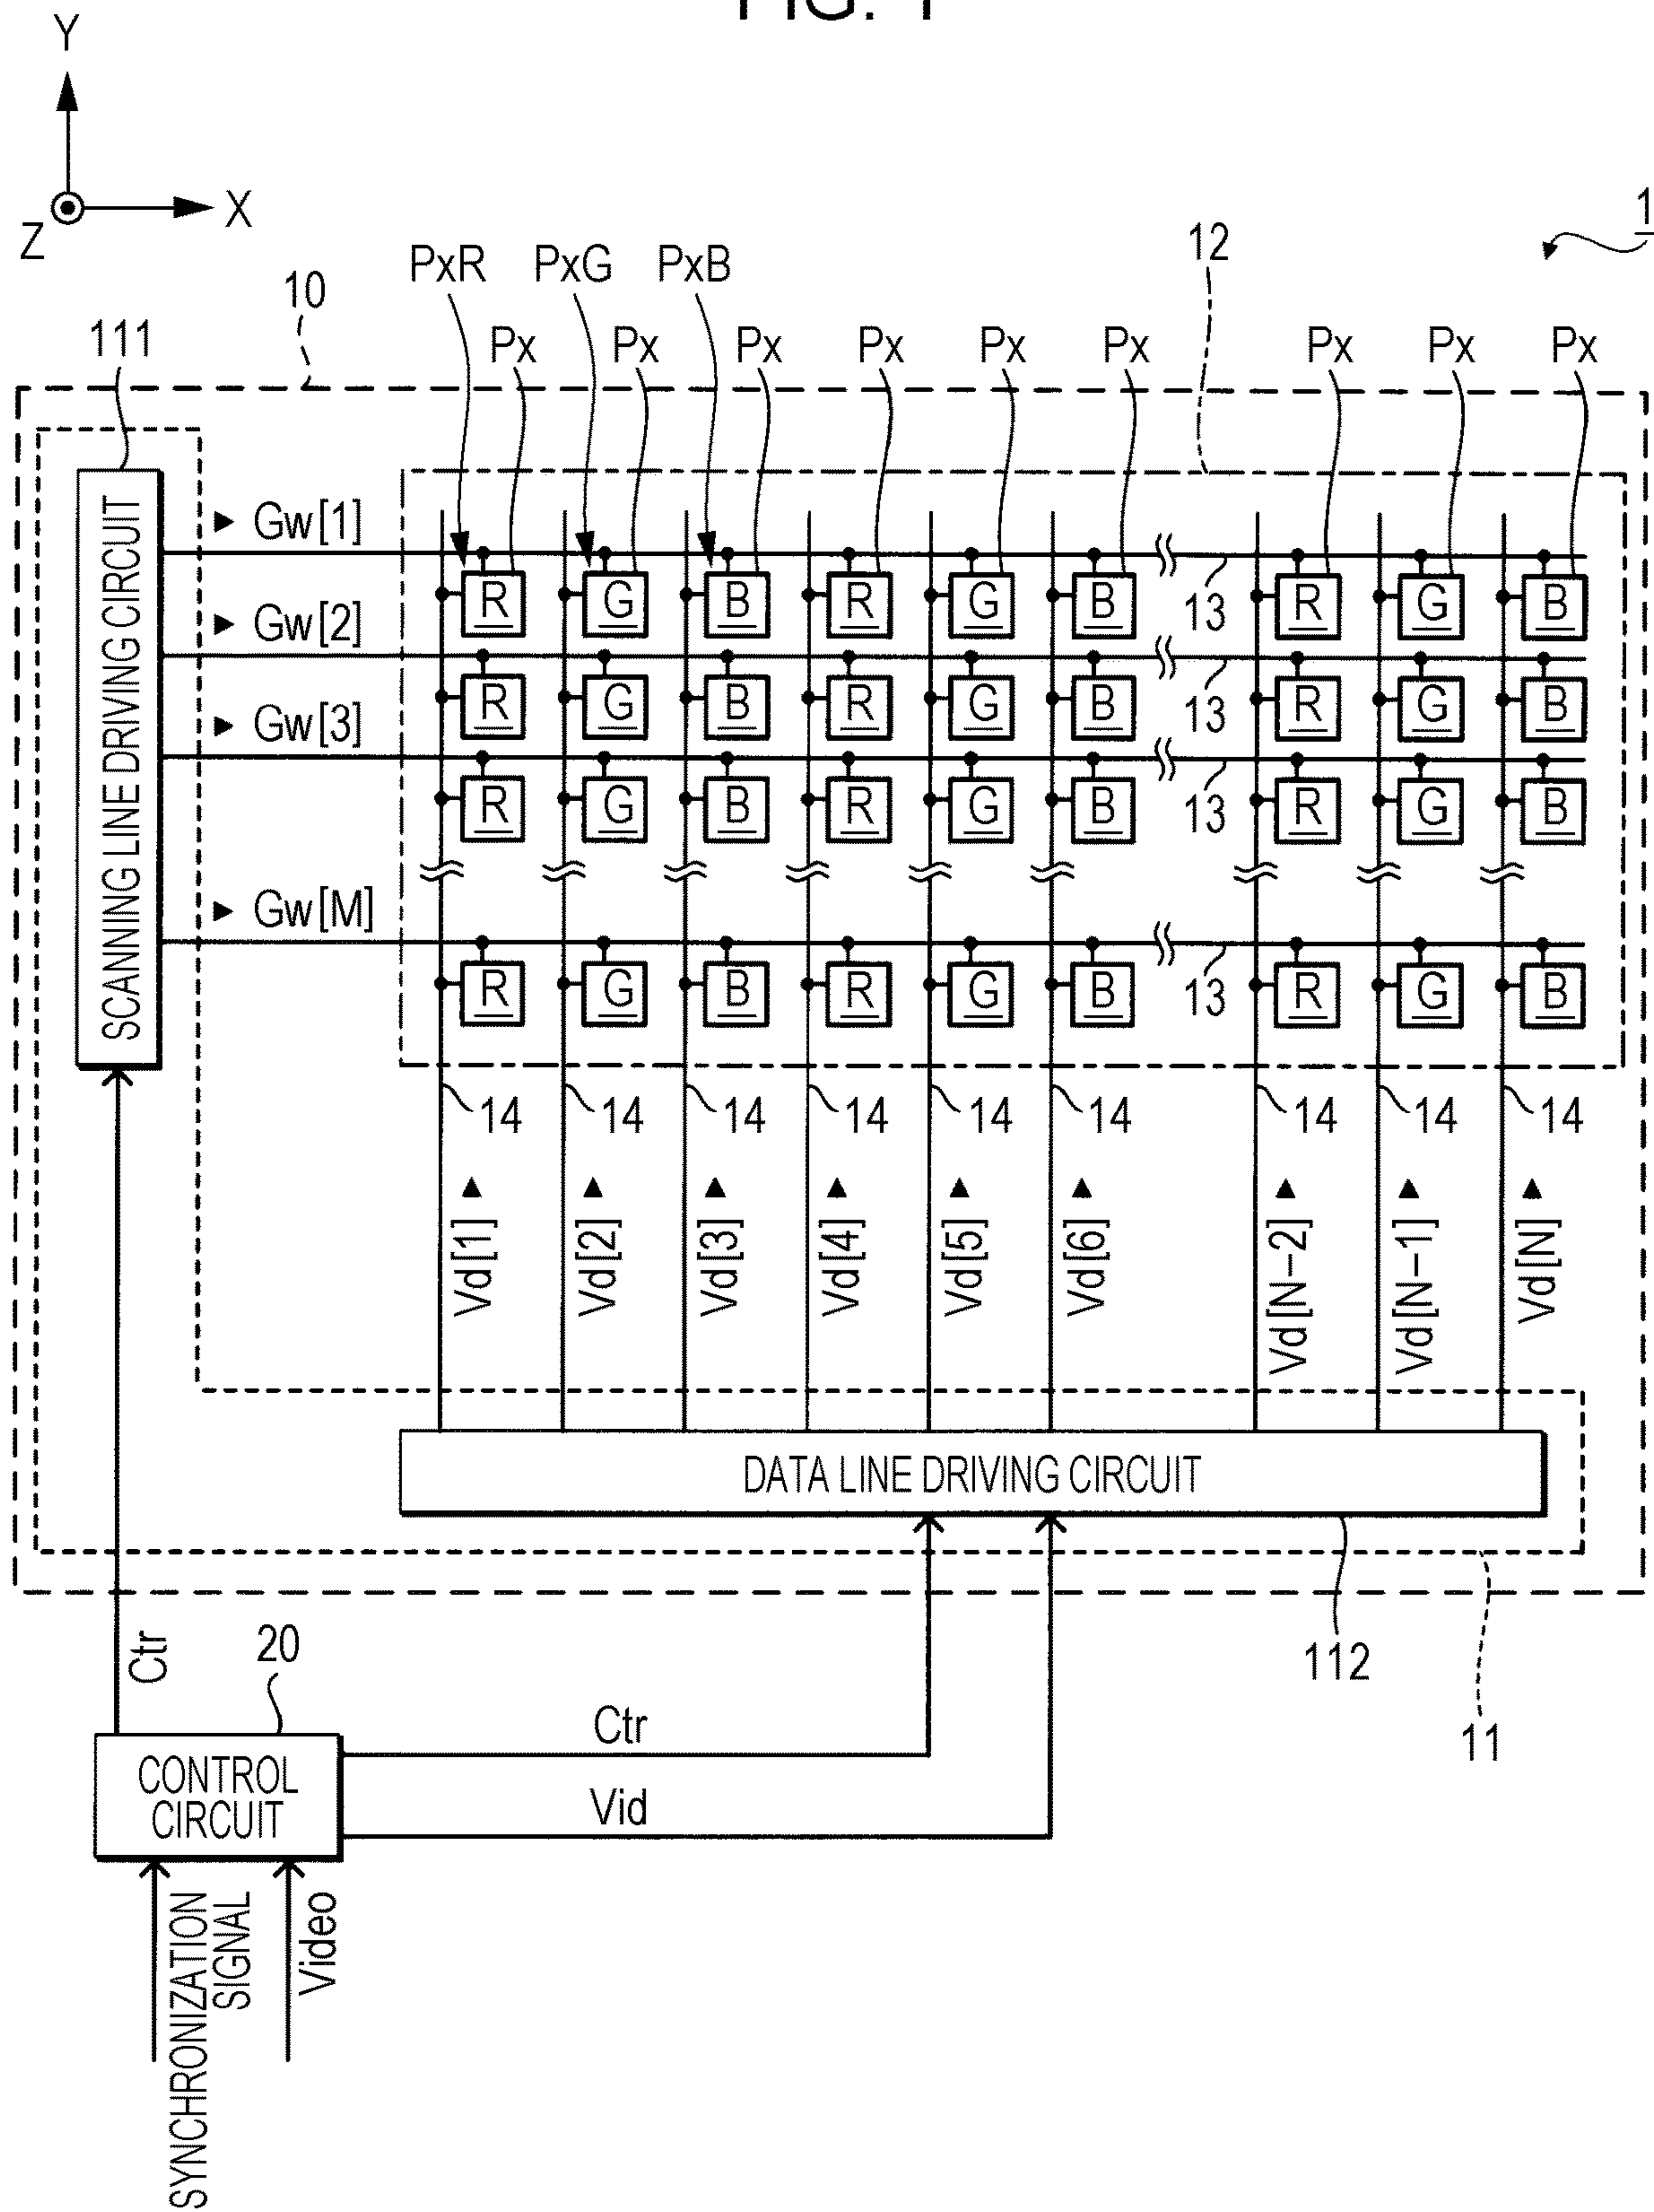 FIG. 1
Y
X
Z
1
12
PxR PxG PxB
10
111
Px Px Px Px Px Px Px Px Px
SCANNING LINE DRIVING CIRCUIT
Gw[1]
R G B R G B 13 R G B
Gw[2]
R G B R G B 13 R G B
Gw[3]
R G B R G B 13 R G B
Gw[M]
R G B R G B 13 R G B
14 14 14 14 14 14 14 14 14
Vd[1] Vd[2] Vd[3] Vd[4] Vd[5] Vd[6] Vd[N-2] Vd[N-1] Vd[N]
DATA LINE DRIVING CIRCUIT
112
11
Ctr
20
CONTROL
CIRCUIT
Ctr
Vid
SYNCHRONIZATION
SIGNAL
Video